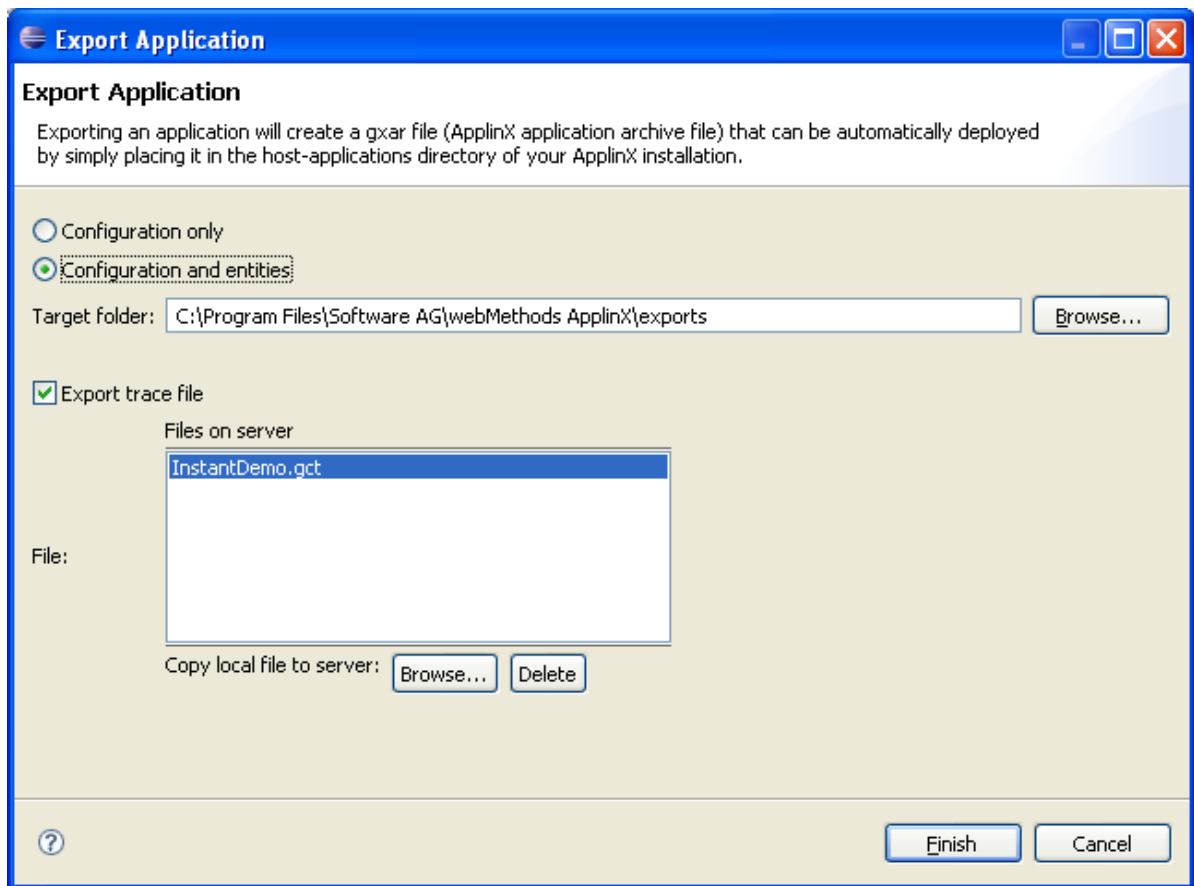 Export Application
Export Application
Exporting an application will create a gxar file (ApplinX application archive file) that can be automatically deployed
by simply placing it in the host-applications directory of your ApplinX installation.
Configuration only
Configuration and entities
Target folder: C:\Program Files\Software AG\webMethods ApplinX\exports Browse...
Export trace file
Files on server
InstantDemo.gct
File:
Copy local file to server: Browse... Delete
? Finish Cancel